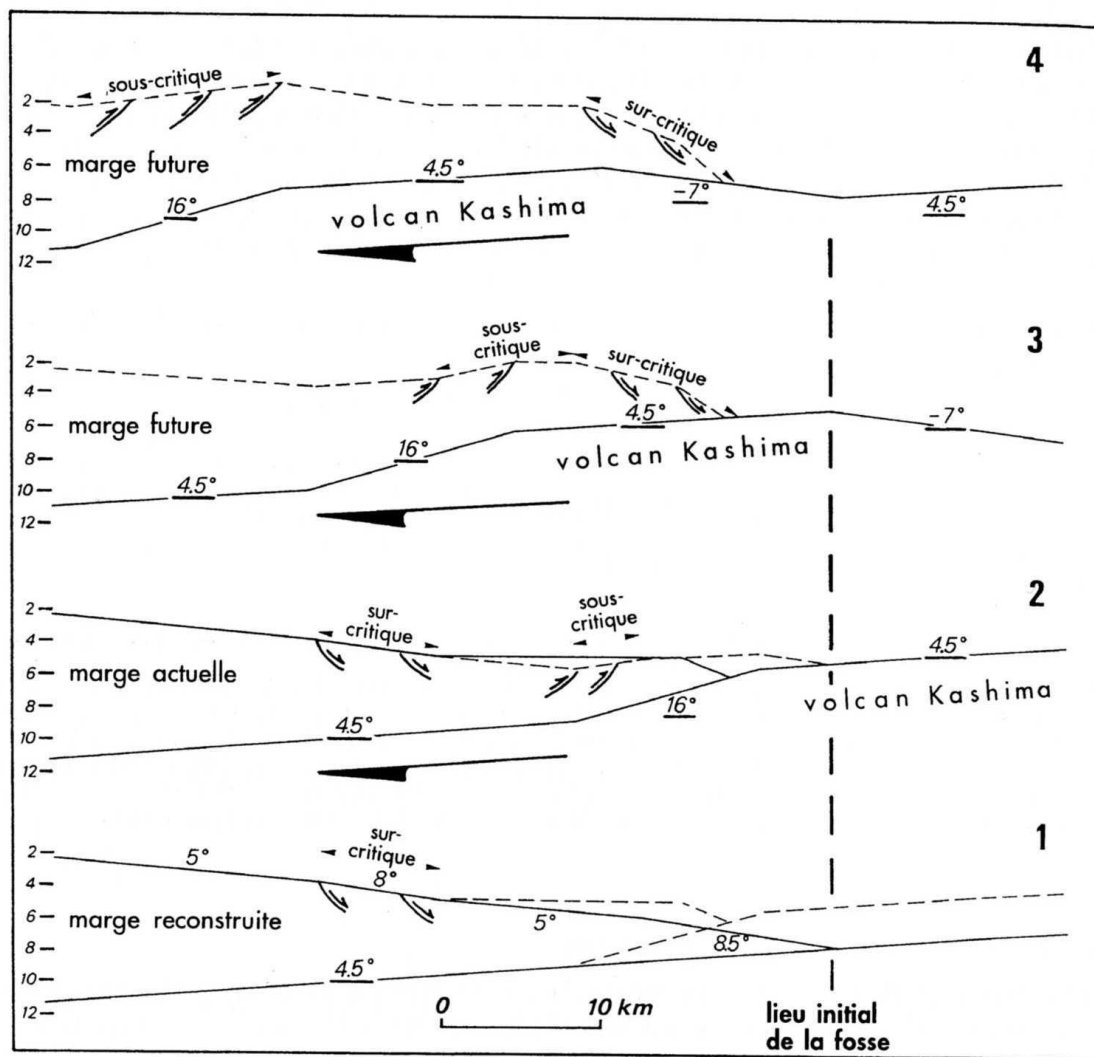 4
sous-critique
2
4
sur-critique
marge future
6
4.5°
-7°
8
16°
volcan Kashima
4.5°
10
12
3
sous-
critique
2
sur-critique
4
marge future
4.5°
-7°
6
8
16°
volcan Kashima
10
4.5°
12
2
sous-
critique
2
sur-
critique
4
4.5°
marge actuelle
6
volcan Kashima
8
16°
10
4.5°
12
1
sur-
critique
2
5°
4
8°
marge reconstruite
6
5°
8
8.5°
10
4.5°
12
0 10 km
lieu initial
de la fosse